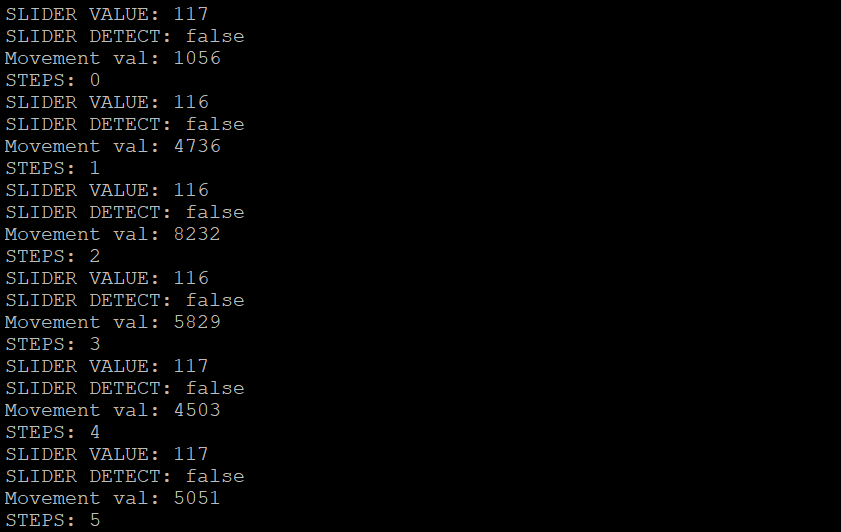 SLIDER VALUE: 117
SLIDER DETECT: false
Movement val: 1056
STEPS: 0
SLIDER VALUE: 116
SLIDER DETECT: false
Movement val: 4736
STEPS: 1
SLIDER VALUE: 116
SLIDER DETECT: false
Movement val: 8232
STEPS: 2
SLIDER VALUE: 116
SLIDER DETECT: false
Movement val: 5829
STEPS: 3
SLIDER VALUE: 117
SLIDER DETECT: false
Movement val: 4503
STEPS: 4
SLIDER VALUE: 117
SLIDER DETECT: false
Movement val: 5051
STEPS: 5